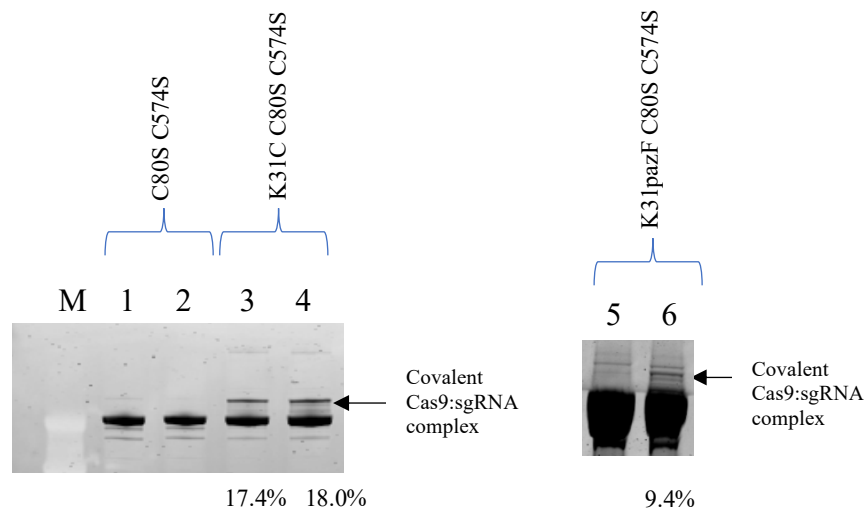 C80S C574S
K31C C80S C574S
K31pazF C80S C574S
M 1 2 3 4
5 6
Covalent
Cas9:sgRNA
complex
Covalent
Cas9:sgRNA
complex
17.4% 18.0%
9.4%